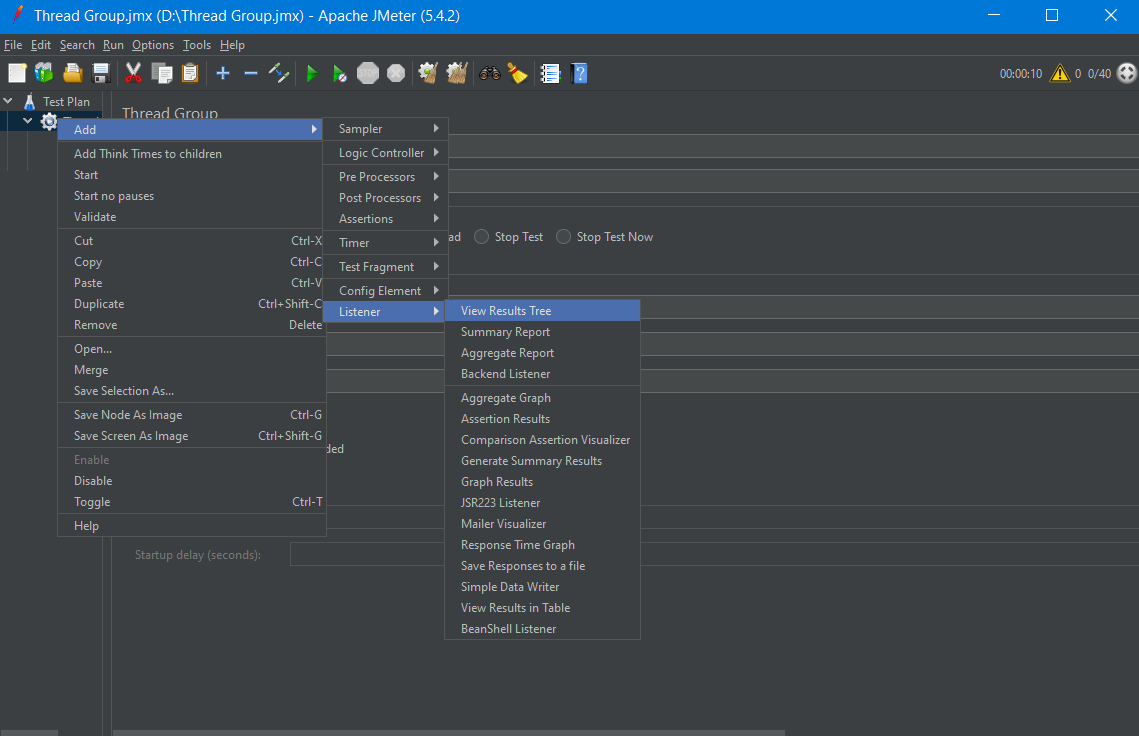 Thread Group.jmx (D:\Thread Group.jmx) - Apache JMeter (5.4.2)
File Edit Search Run Options Tools Help
00:00:10 0 0/40
Test Plan
Thread Group
Add
Add Think Times to children
Start
Start no pauses
Validate
Cut Ctrl-X
Copy Ctrl-C
Paste Ctrl-V
Duplicate Ctrl+Shift-C
Remove Delete
Open...
Merge
Save Selection As...
Save Node As Image Ctrl-G
Save Screen As Image Ctrl+Shift-G
Enable
Disable
Toggle Ctrl-T
Help
Sampler
Logic Controller
Pre Processors
Post Processors
Assertions
Timer
Test Fragment
Config Element
Listener
View Results Tree
Summary Report
Aggregate Report
Backend Listener
Aggregate Graph
Assertion Results
Comparison Assertion Visualizer
Generate Summary Results
Graph Results
JSR223 Listener
Mailer Visualizer
Response Time Graph
Save Responses to a file
Simple Data Writer
View Results in Table
BeanShell Listener
ad Stop Test Stop Test Now
ded
Startup delay (seconds):